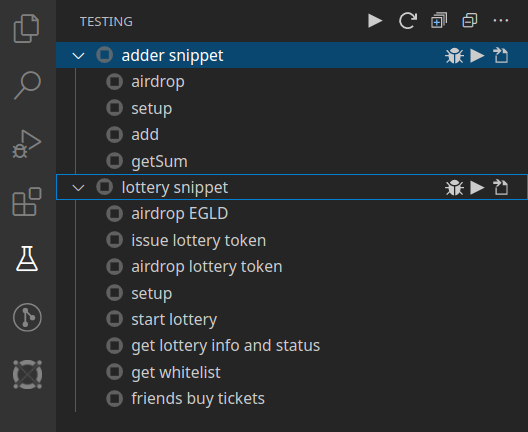 TESTING
adder snippet
airdrop
setup
add
getSum
lottery snippet
airdrop EGLD
issue lottery token
airdrop lottery token
setup
start lottery
get lottery info and status
get whitelist
friends buy tickets